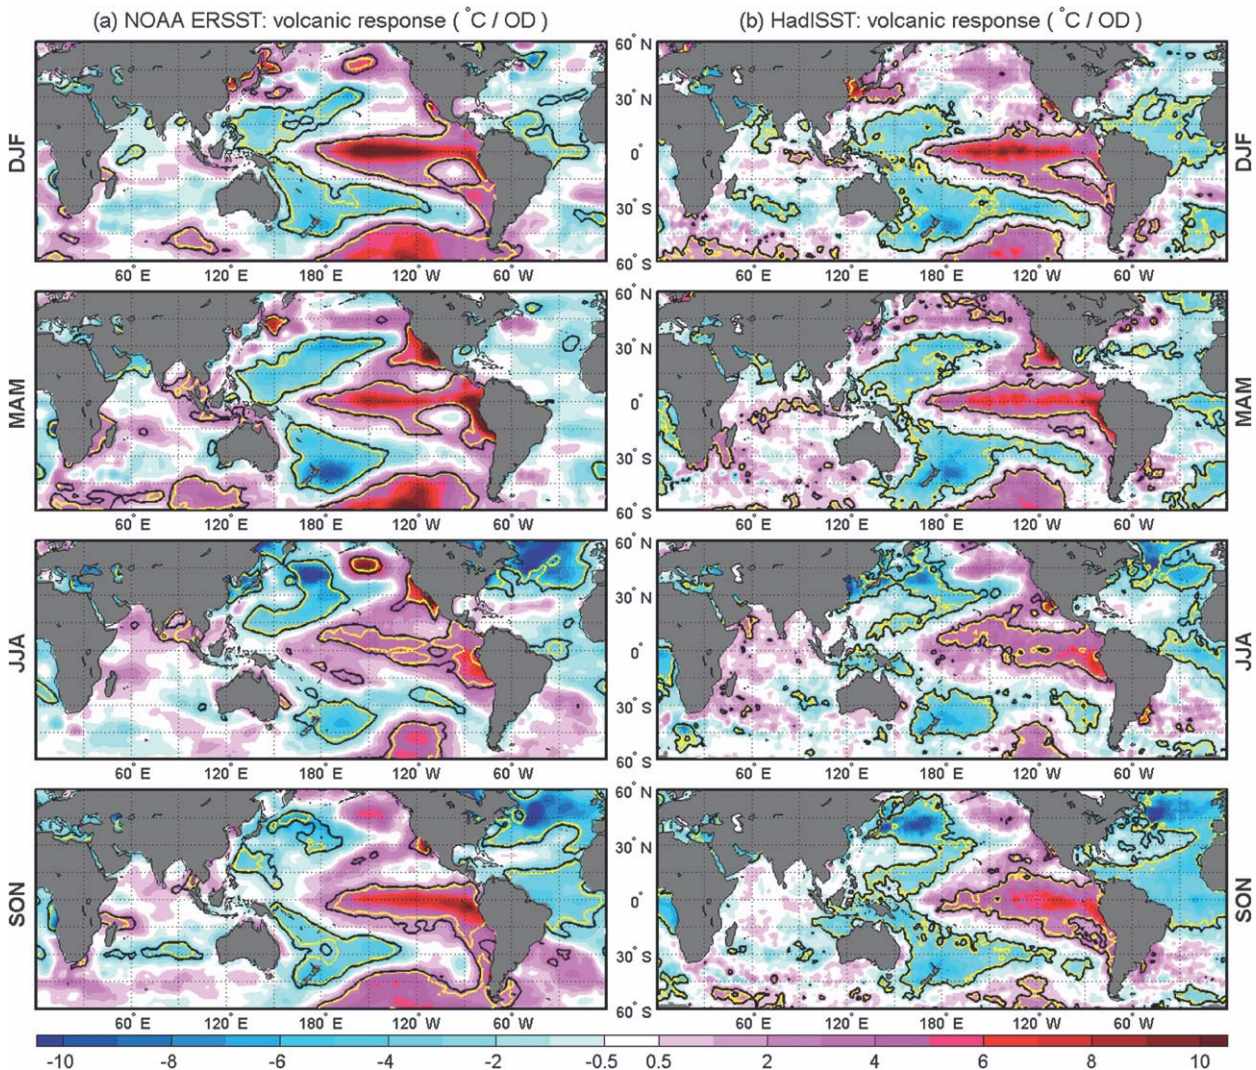 (a) NOAA ERSST: volcanic response ( °C / OD )
(b) HadISST: volcanic response ( °C / OD )
DJF
60° N
30° N
0°
30° S
60° S
DJF
60 E 120 E 180°W 120°W 60°W
60 E 120 E 180°W 120°W 60°W
MAM
60° N
30° N
0°
30° S
60° S
MAM
60 E 120 E 180°W 120°W 60°W
60 E 120 E 180°W 120°W 60°W
JJA
60° N
30° N
0°
30° S
60° S
JJA
60 E 120 E 180°W 120°W 60°W
60 E 120 E 180°W 120°W 60°W
SON
60° N
30° N
0°
30° S
60° S
SON
60°E 120°E 180°W 120°W 60°W
60°E 120°E 180°W 120°W 60°W
-10 -8 -6 -4 -2 -0.5 0.5 2 4 6 8 10